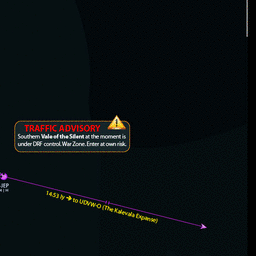 TRAFFIC ADVISORY
Southern Vale of the Silent at the moment is
under DRF control. War Zone. Enter at own risk.
JEP
14.53 ly ➔ to UDVW-O (The Kalevala Expanse)